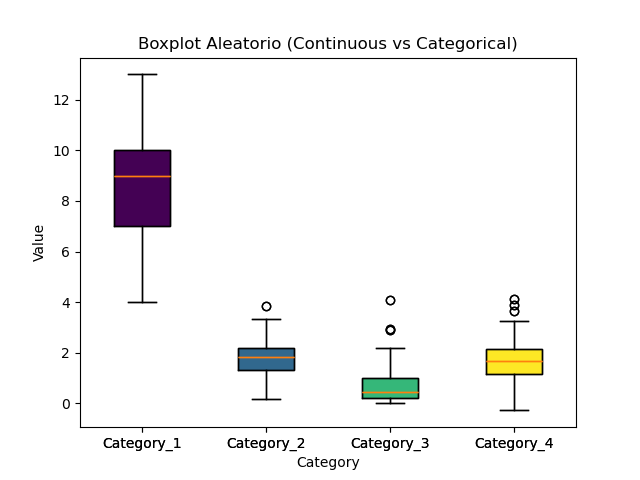 Boxplot Aleatorio (Continuous vs Categorical)
12
10
8
6
4
2
0
Value
Category_1 Category_2 Category_3 Category_4
Category